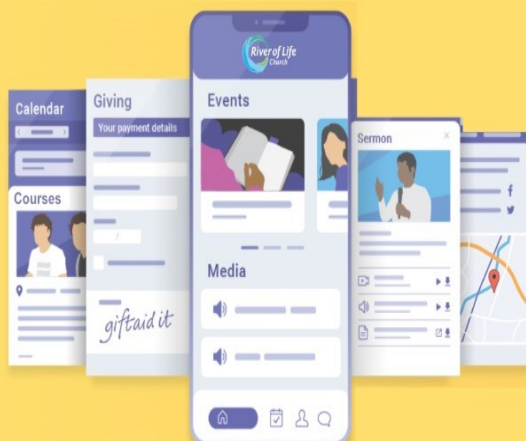 Calendar
Courses
Giving
Your payment details
giftaid it
River of Life
Church
Events
Media
Sermon